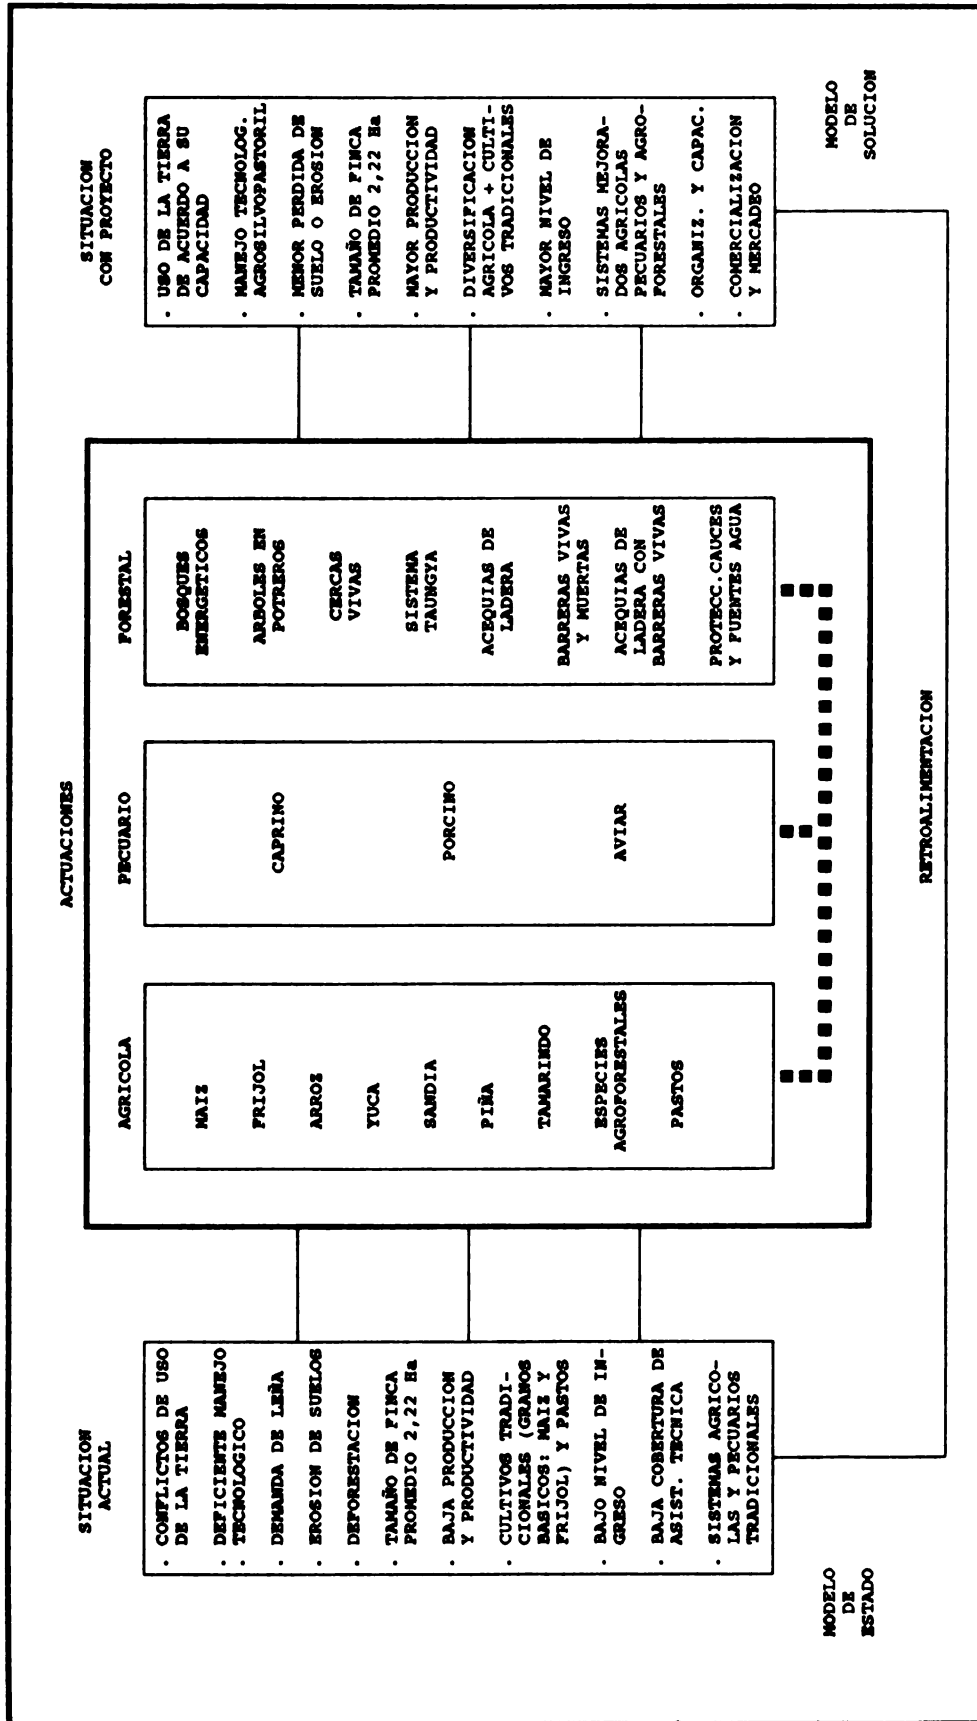 SITUACION
ACTUAL
. CONFLICTOS DE USO
DE LA TIERRA
. DEFICIENTE MANEJO
TECNOLOGICO
. DEMANDA DE LEÑA
. EROSION DE SUELOS
. DEFORESTACION
. TAMAÑO DE FINCA
PROMEDIO 2,22 Ha
. BAJA PRODUCCION
Y PRODUCTIVIDAD
. CULTIVOS TRADI-
CIONALES (GRANOS
BASICOS: MAIZ Y
FRIJOL) Y PASTOS
. BAJO NIVEL DE IN-
GRESO
. BAJA COBERTURA DE
ASIST. TECNICA
. SISTEMAS AGRICO-
LAS Y PECUARIOS
TRADICIONALES
MODELO
DE
ESTADO
ACTUACIONES
AGRICOLA
MAIZ
FRIJOL
ARROZ
YUCA
SANDIA
PIÑA
TAMARINDO
ESPECIES
AGROFORESTALES
PASTOS
PECUARIO
CAPRINO
PORCINO
AVIAR
FORESTAL
BOSQUES
ENERGETICOS
ARBOLES EN
POTREROS
CERCAS
VIVAS
SISTEMA
TAUNGYA
ACEQUIAS DE
LADERA
BARRERAS VIVAS
Y MUERTAS
ACEQUIAS DE
LADERA CON
BARRERAS VIVAS
PROTECC.CAUCES
Y FUENTES AGUA
SITUACION
CON PROYECTO
. USO DE LA TIERRA
DE ACUERDO A SU
CAPACIDAD
. MANEJO TECNOLOG.
AGROSILVOPASTORIL
. MENOR PERDIDA DE
SUELO O EROSION
. TAMAÑO DE FINCA
PROMEDIO 2,22 Ha
. MAYOR PRODUCCION
Y PRODUCTIVIDAD
. DIVERSIFICACION
AGRICOLA + CULTI-
VOS TRADICIONALES
. MAYOR NIVEL DE
INGRESO
. SISTEMAS MEJORA-
DOS AGRICOLAS
PECUARIOS Y AGRO-
FORESTALES
. ORGANIZ. Y CAPAC.
. COMERCIALIZACION
Y MERCADEO
MODELO
DE
SOLUCION
RETROALIMENTACION